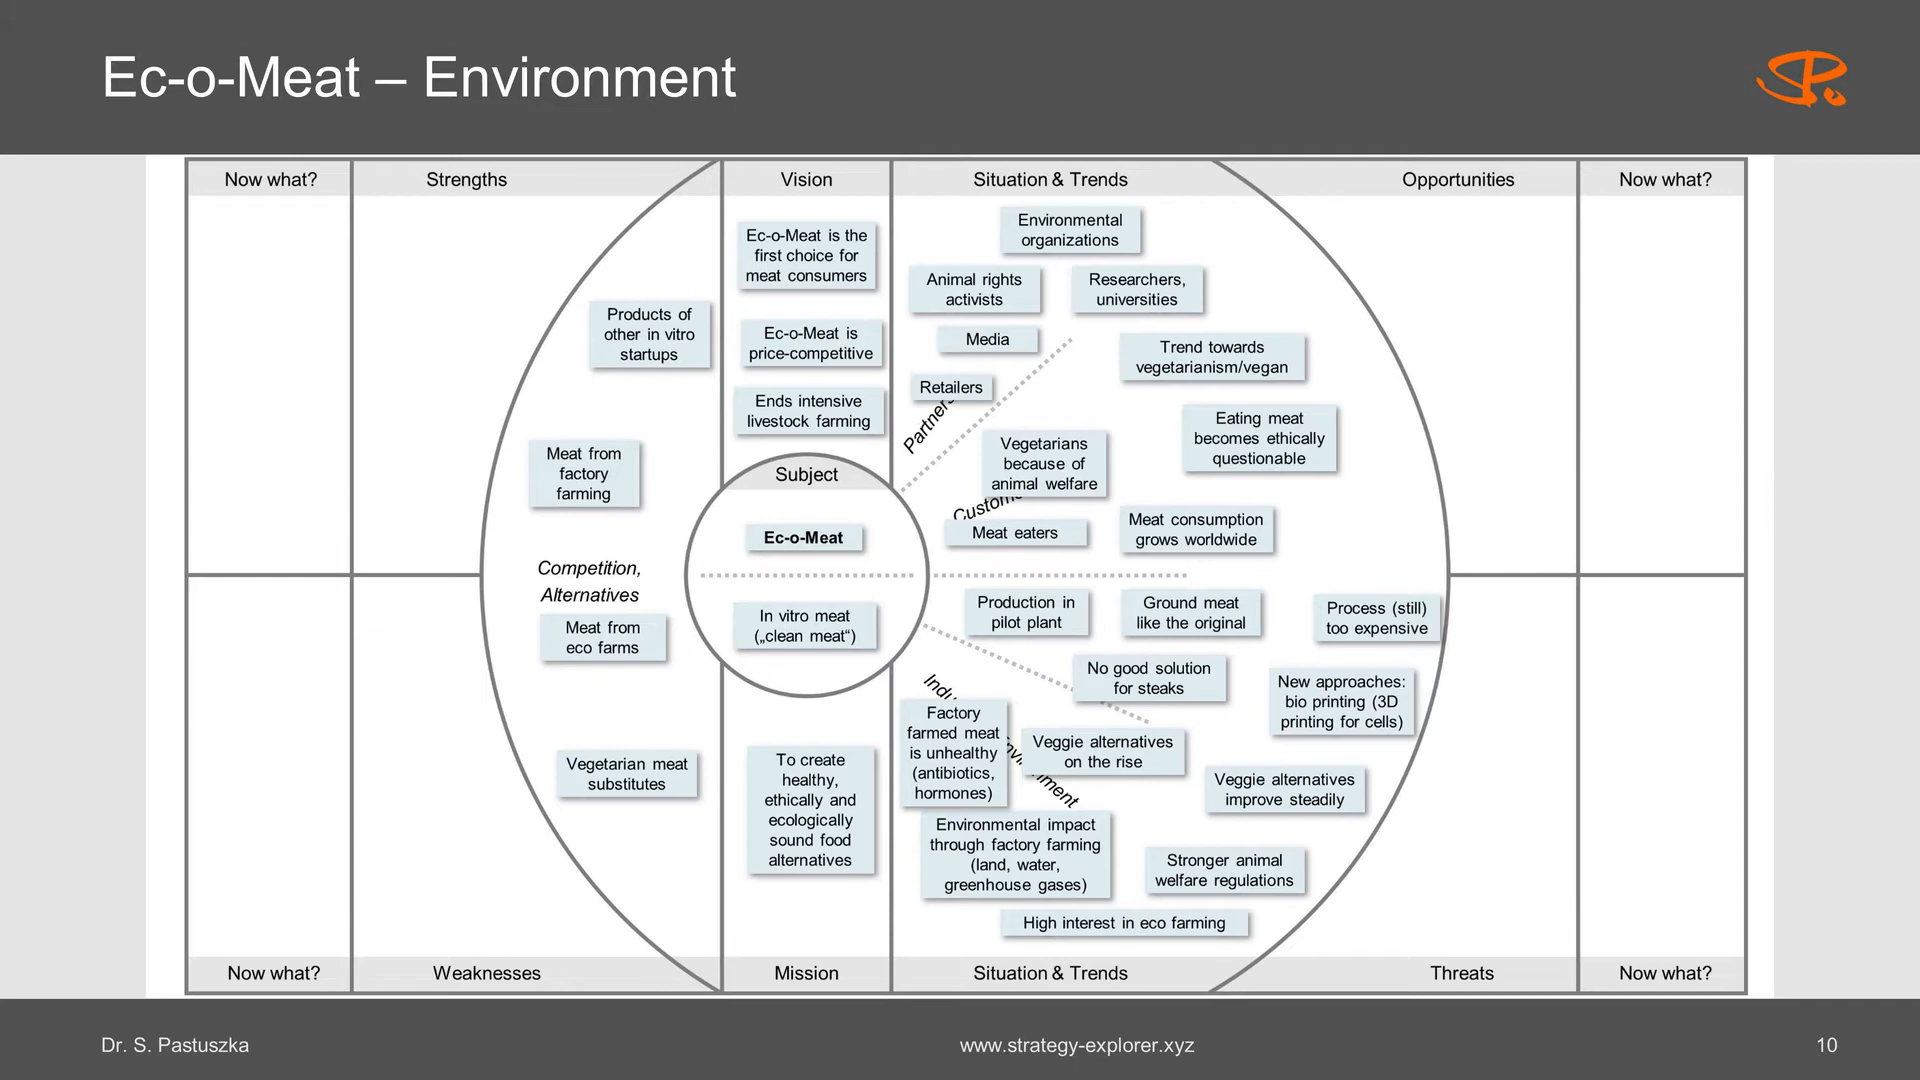 Ec-o-Meat – Environment
Now what?
Strengths
Vision
Situation & Trends
Opportunities
Now what?
Products of
other in vitro
startups
Meat from
factory
farming
Competition,
Alternatives
Meat from
eco farms
Vegetarian meat
substitutes
Ec-o-Meat is the
first choice for
meat consumers
Ec-o-Meat is
price-competitive
Ends intensive
livestock farming
Subject
Ec-o-Meat
In vitro meat
(„clean meat“)
To create
healthy,
ethically and
ecologically
sound food
alternatives
Environmental
organizations
Animal rights
activists
Researchers,
universities
Media
Retailers
Partners
Trend towards
vegetarianism/vegan
Eating meat
becomes ethically
questionable
Vegetarians
because of
animal welfare
Meat eaters
Meat consumption
grows worldwide
Production in
pilot plant
Ground meat
like the original
Process (still)
too expensive
No good solution
for steaks
New approaches:
bio printing (3D
printing for cells)
Factory
farmed meat
is unhealthy
(antibiotics,
hormones)
Veggie alternatives
on the rise
Veggie alternatives
improve steadily
Environmental impact
through factory farming
(land, water,
greenhouse gases)
Stronger animal
welfare regulations
High interest in eco farming
Now what?
Weaknesses
Mission
Situation & Trends
Threats
Now what?
Dr. S. Pastuszka
www.strategy-explorer.xyz
10